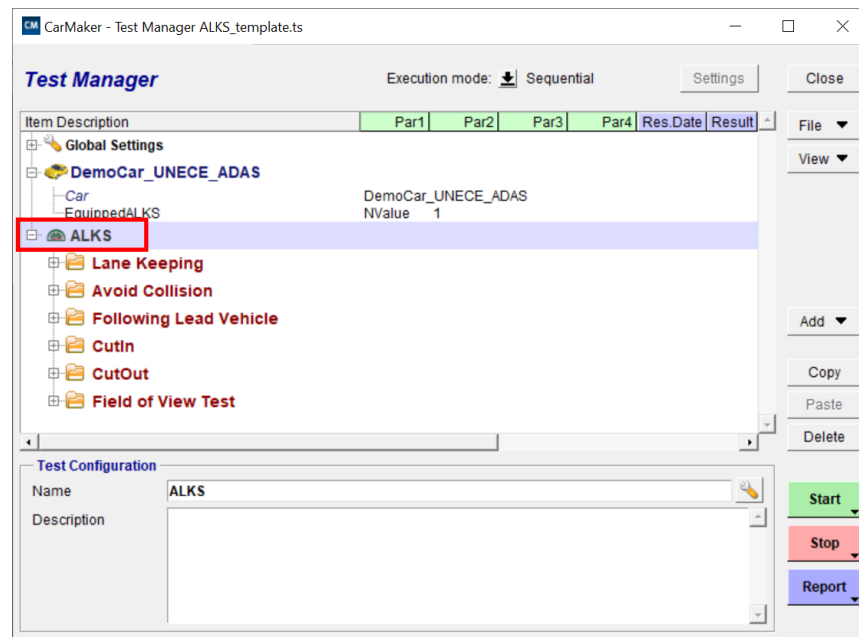 CM CarMaker - Test Manager ALKS_template.ts
Test Manager Execution mode: Sequential Settings Close
Item Description Par1 Par2 Par3 Par4 Res.Date Result File
Global Settings
View
DemoCar_UNECE_ADAS
Car DemoCar_UNECE_ADAS
EquippedALKS NValue 1
ALKS
Lane Keeping
Avoid Collision
Following Lead Vehicle Add
CutIn
CutOut Copy
Field of View Test Paste
Delete
Test Configuration
Name ALKS Start
Description
Stop
Report